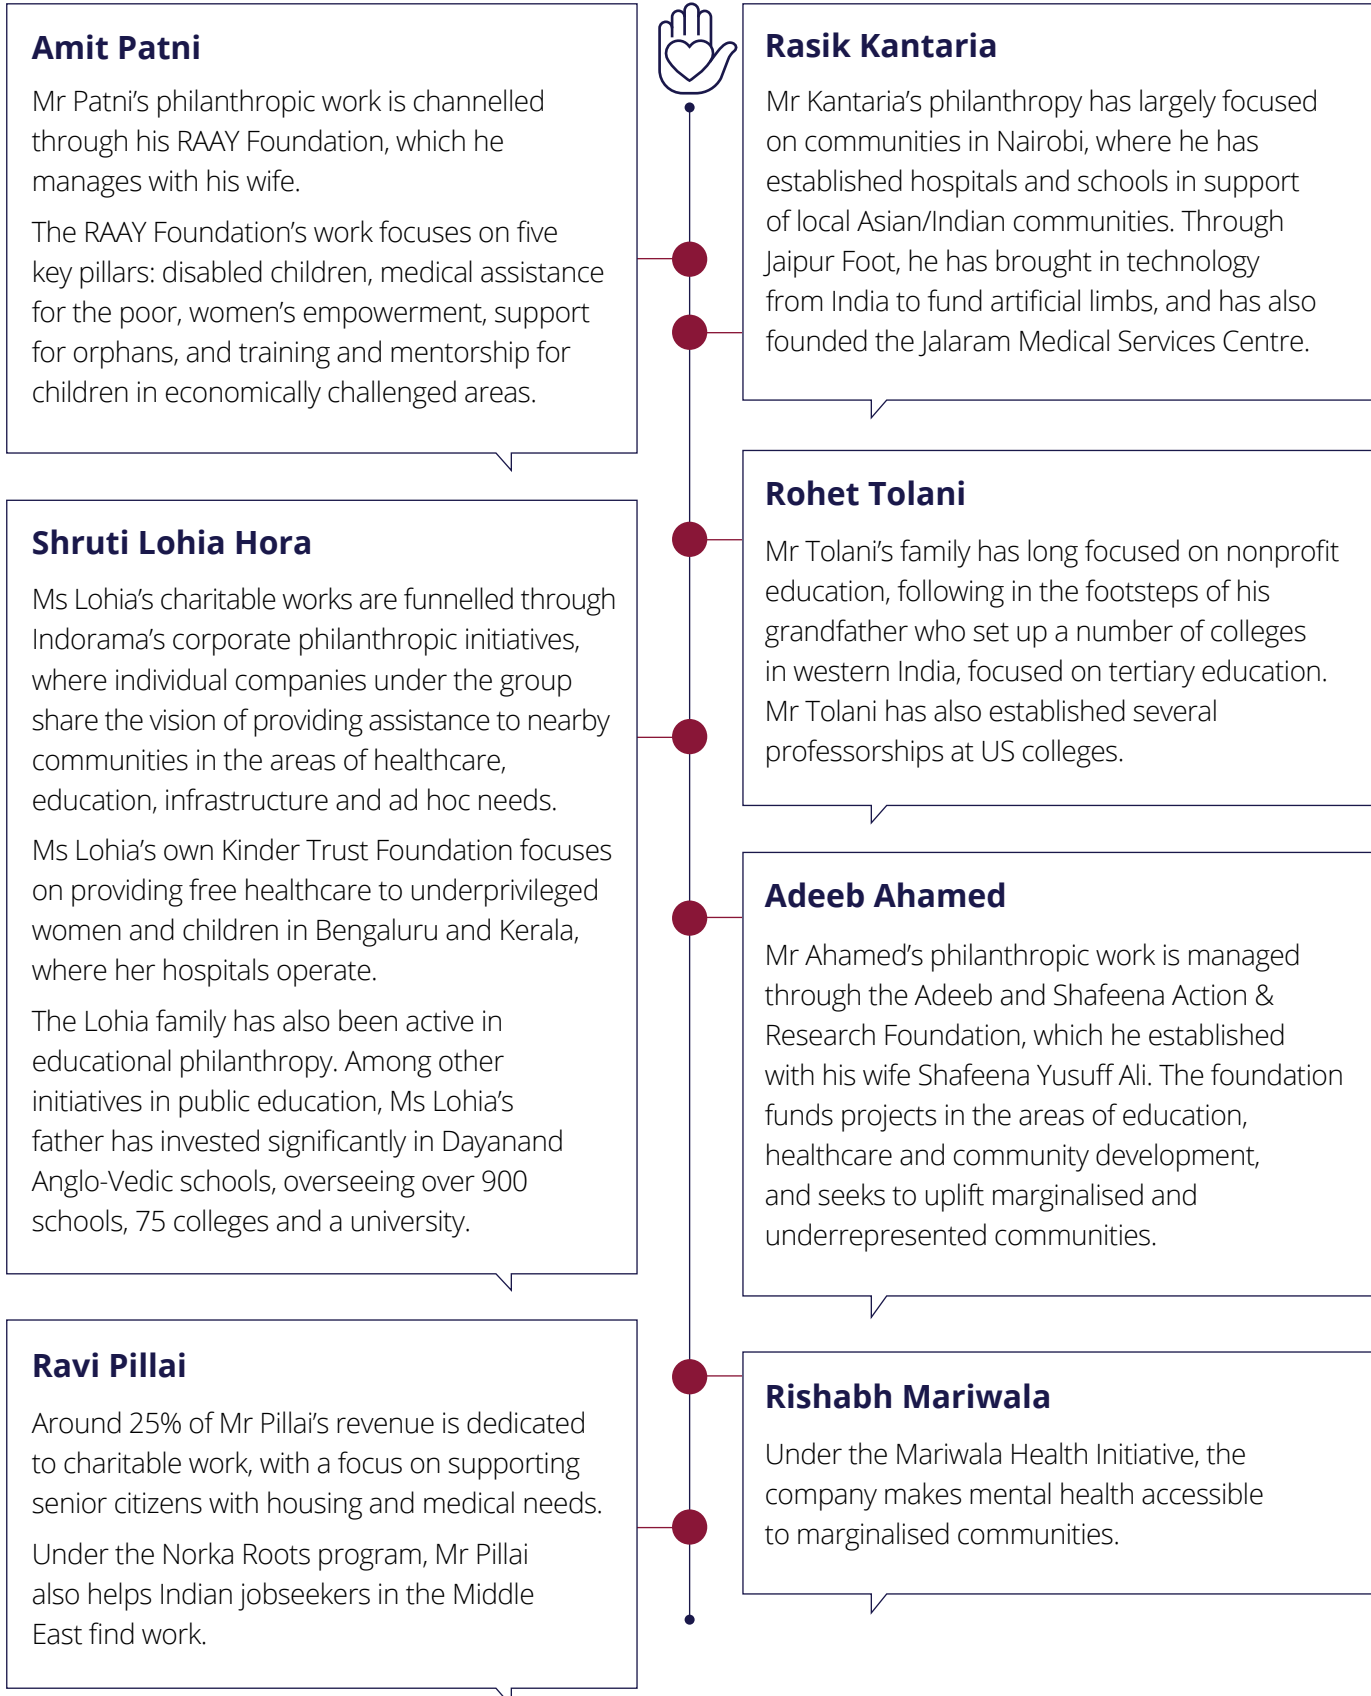 Amit Patni
Mr Patni's philanthropic work is channelled
through his RAAY Foundation, which he
manages with his wife.
The RAAY Foundation's work focuses on five
key pillars: disabled children, medical assistance
for the poor, women's empowerment, support
for orphans, and training and mentorship for
children in economically challenged areas.
Rasik Kantaria
Mr Kantaria's philanthropy has largely focused
on communities in Nairobi, where he has
established hospitals and schools in support
of local Asian/Indian communities. Through
Jaipur Foot, he has brought in technology
from India to fund artificial limbs, and has also
founded the Jalaram Medical Services Centre.
Shruti Lohia Hora
Ms Lohia's charitable works are funnelled through
Indorama's corporate philanthropic initiatives,
where individual companies under the group
share the vision of providing assistance to nearby
communities in the areas of healthcare,
education, infrastructure and ad hoc needs.
Ms Lohia's own Kinder Trust Foundation focuses
on providing free healthcare to underprivileged
women and children in Bengaluru and Kerala,
where her hospitals operate.
The Lohia family has also been active in
educational philanthropy. Among other
initiatives in public education, Ms Lohia's
father has invested significantly in Dayanand
Anglo-Vedic schools, overseeing over 900
schools, 75 colleges and a university.
Rohet Tolani
Mr Tolani's family has long focused on nonprofit
education, following in the footsteps of his
grandfather who set up a number of colleges
in western India, focused on tertiary education.
Mr Tolani has also established several
professorships at US colleges.
Adeeb Ahamed
Mr Ahamed's philanthropic work is managed
through the Adeeb and Shafeena Action &
Research Foundation, which he established
with his wife Shafeena Yusuff Ali. The foundation
funds projects in the areas of education,
healthcare and community development,
and seeks to uplift marginalised and
underrepresented communities.
Ravi Pillai
Around 25% of Mr Pillai's revenue is dedicated
to charitable work, with a focus on supporting
senior citizens with housing and medical needs.
Under the Norka Roots program, Mr Pillai
also helps Indian jobseekers in the Middle
East find work.
Rishabh Mariwala
Under the Mariwala Health Initiative, the
company makes mental health accessible
to marginalised communities.